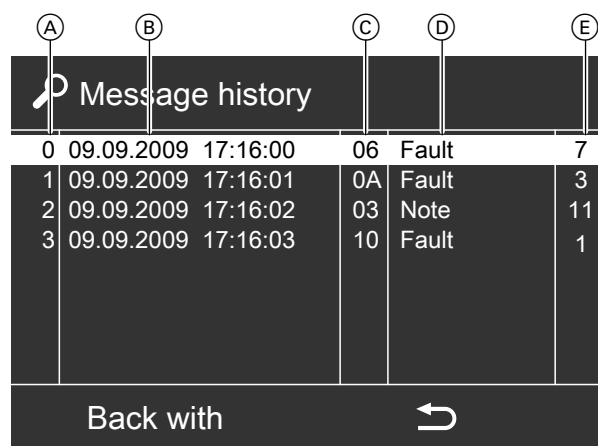 A B C D E
Message history
0 09.09.2009 17:16:00 06 Fault 7
1 09.09.2009 17:16:01 0A Fault 3
2 09.09.2009 17:16:02 03 Note 11
3 09.09.2009 17:16:03 10 Fault 1
Back with